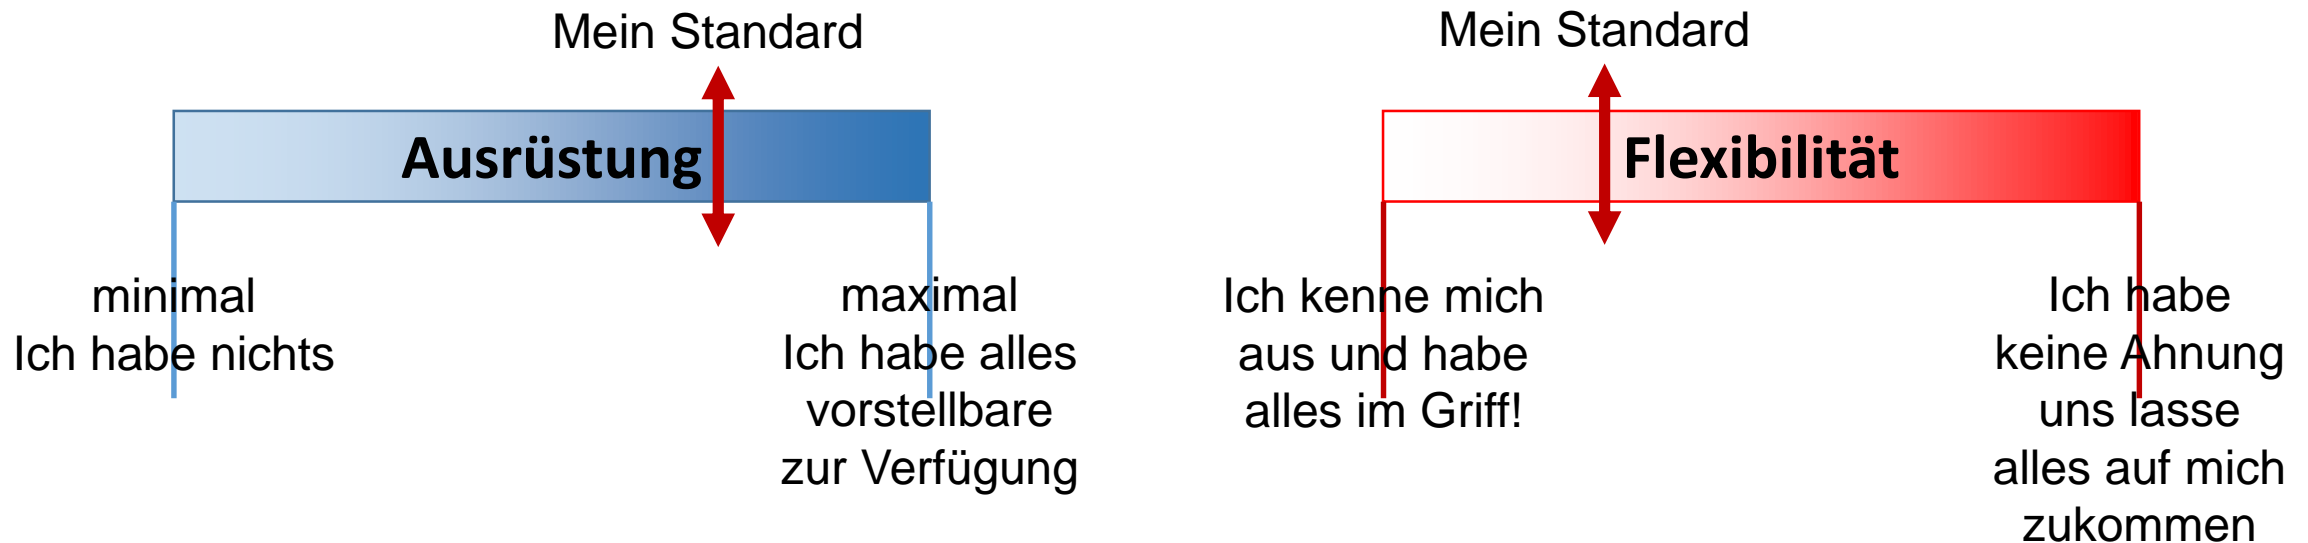 Mein Standard
Ausrüstung
minimal
Ich habe nichts
maximal
Ich habe alles
vorstellbare
zur Verfügung
Mein Standard
Flexibilität
Ich kenne mich
aus und habe
alles im Griff!
Ich habe
keine Ahnung
uns lasse
alles auf mich
zukommen